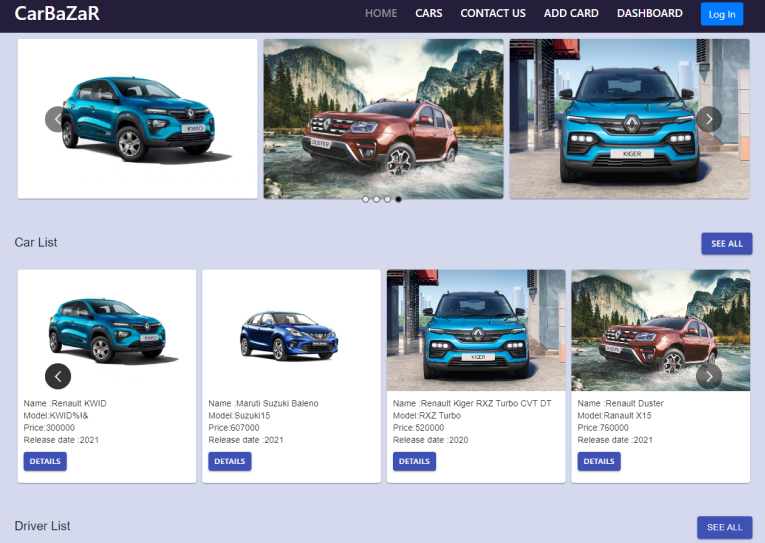 CarBaZaR
HOME CARS CONTACT US ADD CARD DASHBOARD Log In
KWID
DUSTER
KIGER
Car List
SEE ALL
KWID
KIGER
Name :Renault KWID
Model:KWID%!&
Price:300000
Release date :2021
DETAILS
Name :Maruti Suzuki Baleno
Model:Suzuki15
Price:607000
Release date :2021
DETAILS
Name :Renault Kiger RXZ Turbo CVT DT
Model:RXZ Turbo
Price:520000
Release date :2020
DETAILS
Name :Renault Duster
Model:Ranault X15
Price:760000
Release date :2021
DETAILS
Driver List
SEE ALL